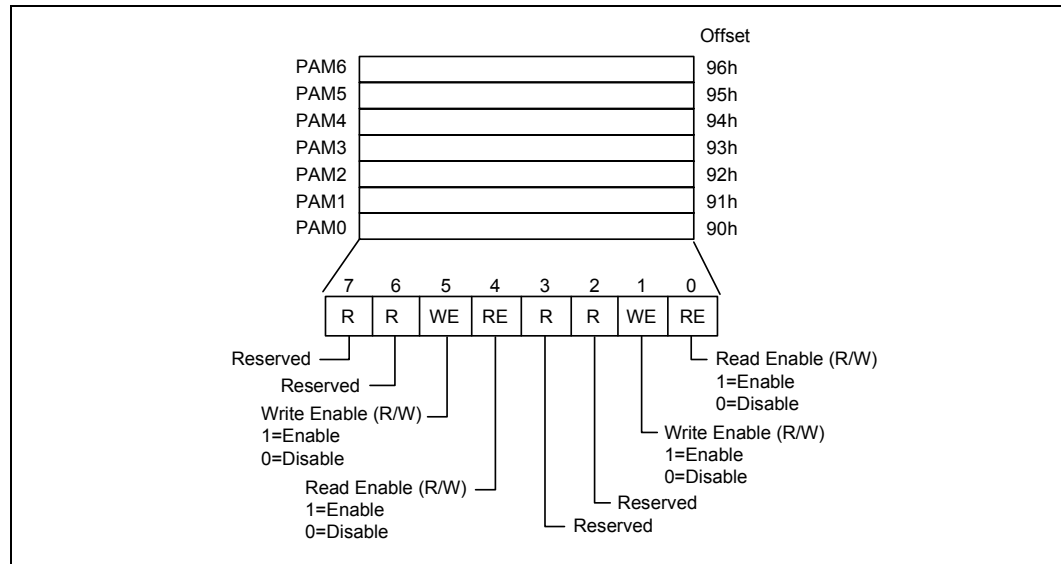 Offset
PAM6 96h
PAM5 95h
PAM4 94h
PAM3 93h
PAM2 92h
PAM1 91h
PAM0 90h
7 6 5 4 3 2 1 0
R R WE RE R R WE RE
Reserved
Reserved
Write Enable (R/W)
1=Enable
0=Disable
Read Enable (R/W)
1=Enable
0=Disable
Reserved
Reserved
Write Enable (R/W)
1=Enable
0=Disable
Read Enable (R/W)
1=Enable
0=Disable